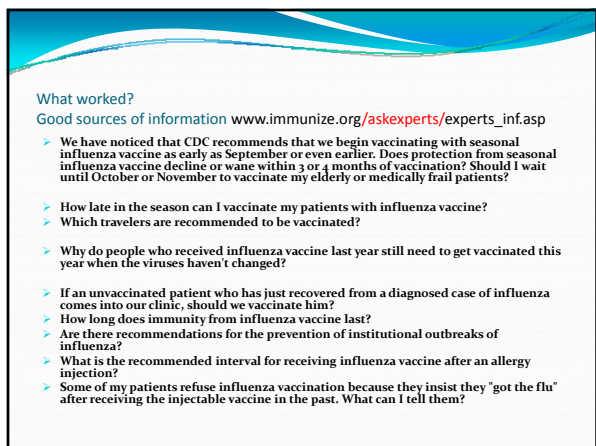 What worked?
Good sources of information www.immunize.org/askexperts/experts_inf.asp
➢ We have noticed that CDC recommends that we begin vaccinating with seasonal
influenza vaccine as early as September or even earlier. Does protection from seasonal
influenza vaccine decline or wane within 3 or 4 months of vaccination? Should I wait
until October or November to vaccinate my elderly or medically frail patients?
➢ How late in the season can I vaccinate my patients with influenza vaccine?
➢ Which travelers are recommended to be vaccinated?
➢ Why do people who received influenza vaccine last year still need to get vaccinated this
year when the viruses haven't changed?
➢ If an unvaccinated patient who has just recovered from a diagnosed case of influenza
comes into our clinic, should we vaccinate him?
➢ How long does immunity from influenza vaccine last?
➢ Are there recommendations for the prevention of institutional outbreaks of
influenza?
➢ What is the recommended interval for receiving influenza vaccine after an allergy
injection?
➢ Some of my patients refuse influenza vaccination because they insist they "got the flu"
after receiving the injectable vaccine in the past. What can I tell them?